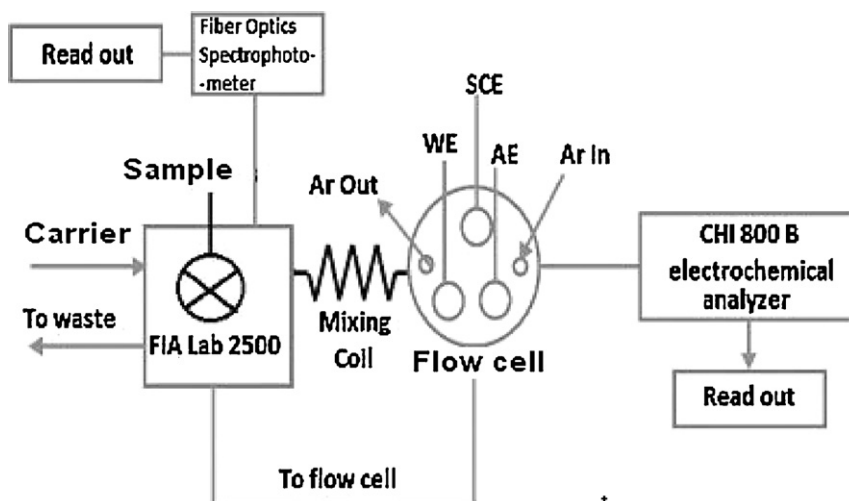 Read out
Fiber Optics
Spectrophoto-
-meter
SCE
WE
AE
Ar In
Ar Out
Sample
Carrier
To waste
FIA Lab 2500
Mixing
Coil
Flow cell
CHI 800 B
electrochemical
analyzer
Read out
To flow cell